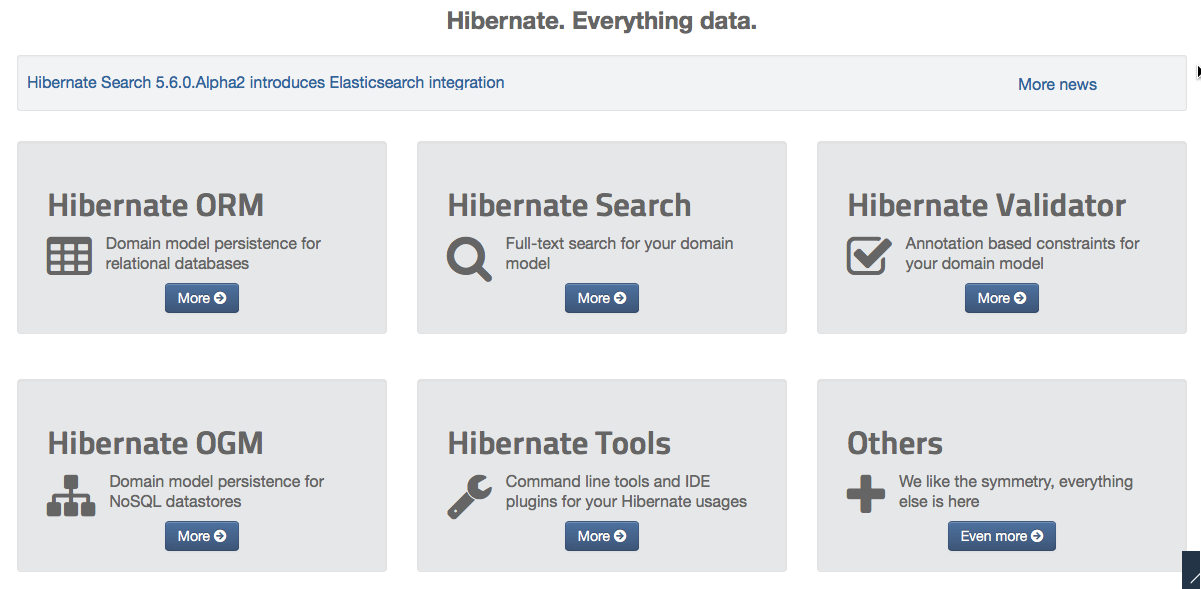 Hibernate. Everything data.
Hibernate Search 5.6.0.Alpha2 introduces Elasticsearch integration
More news
Hibernate ORM
Domain model persistence for
relational databases
More
Hibernate Search
Full-text search for your domain
model
More
Hibernate Validator
Annotation based constraints for
your domain model
More
Hibernate OGM
Domain model persistence for
NoSQL datastores
More
Hibernate Tools
Command line tools and IDE
plugins for your Hibernate usages
More
Others
We like the symmetry, everything
else is here
Even more